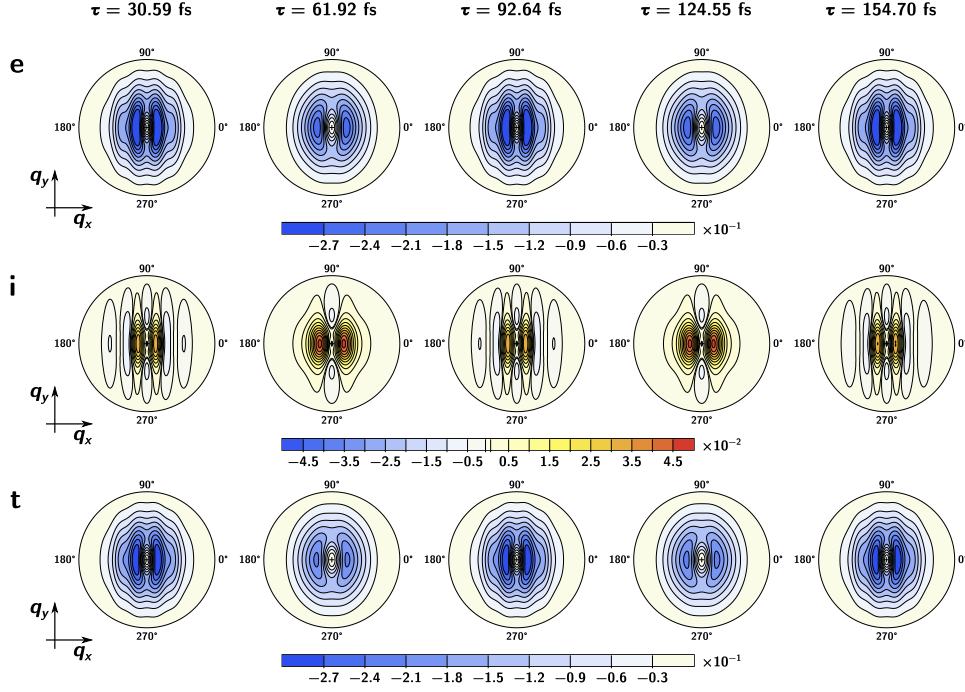 τ = 30.59 fs τ = 61.92 fs τ = 92.64 fs τ = 124.55 fs τ = 154.70 fs
e
90° 90° 90° 90° 90°
180° 0° 180° 0° 180° 0° 180° 0° 180° 0°
q_y
q_x
270° 270° 270° 270° 270°
×10⁻¹
−2.7 −2.4 −2.1 −1.8 −1.5 −1.2 −0.9 −0.6 −0.3
i
90° 90° 90° 90° 90°
180° 0° 180° 0° 180° 0° 180° 0° 180° 0°
q_y
q_x
270° 270° 270° 270° 270°
×10⁻²
−4.5 −3.5 −2.5 −1.5 −0.5 0.5 1.5 2.5 3.5 4.5
t
90° 90° 90° 90° 90°
180° 0° 180° 0° 180° 0° 180° 0° 180° 0°
q_y
q_x
270° 270° 270° 270° 270°
×10⁻¹
−2.7 −2.4 −2.1 −1.8 −1.5 −1.2 −0.9 −0.6 −0.3